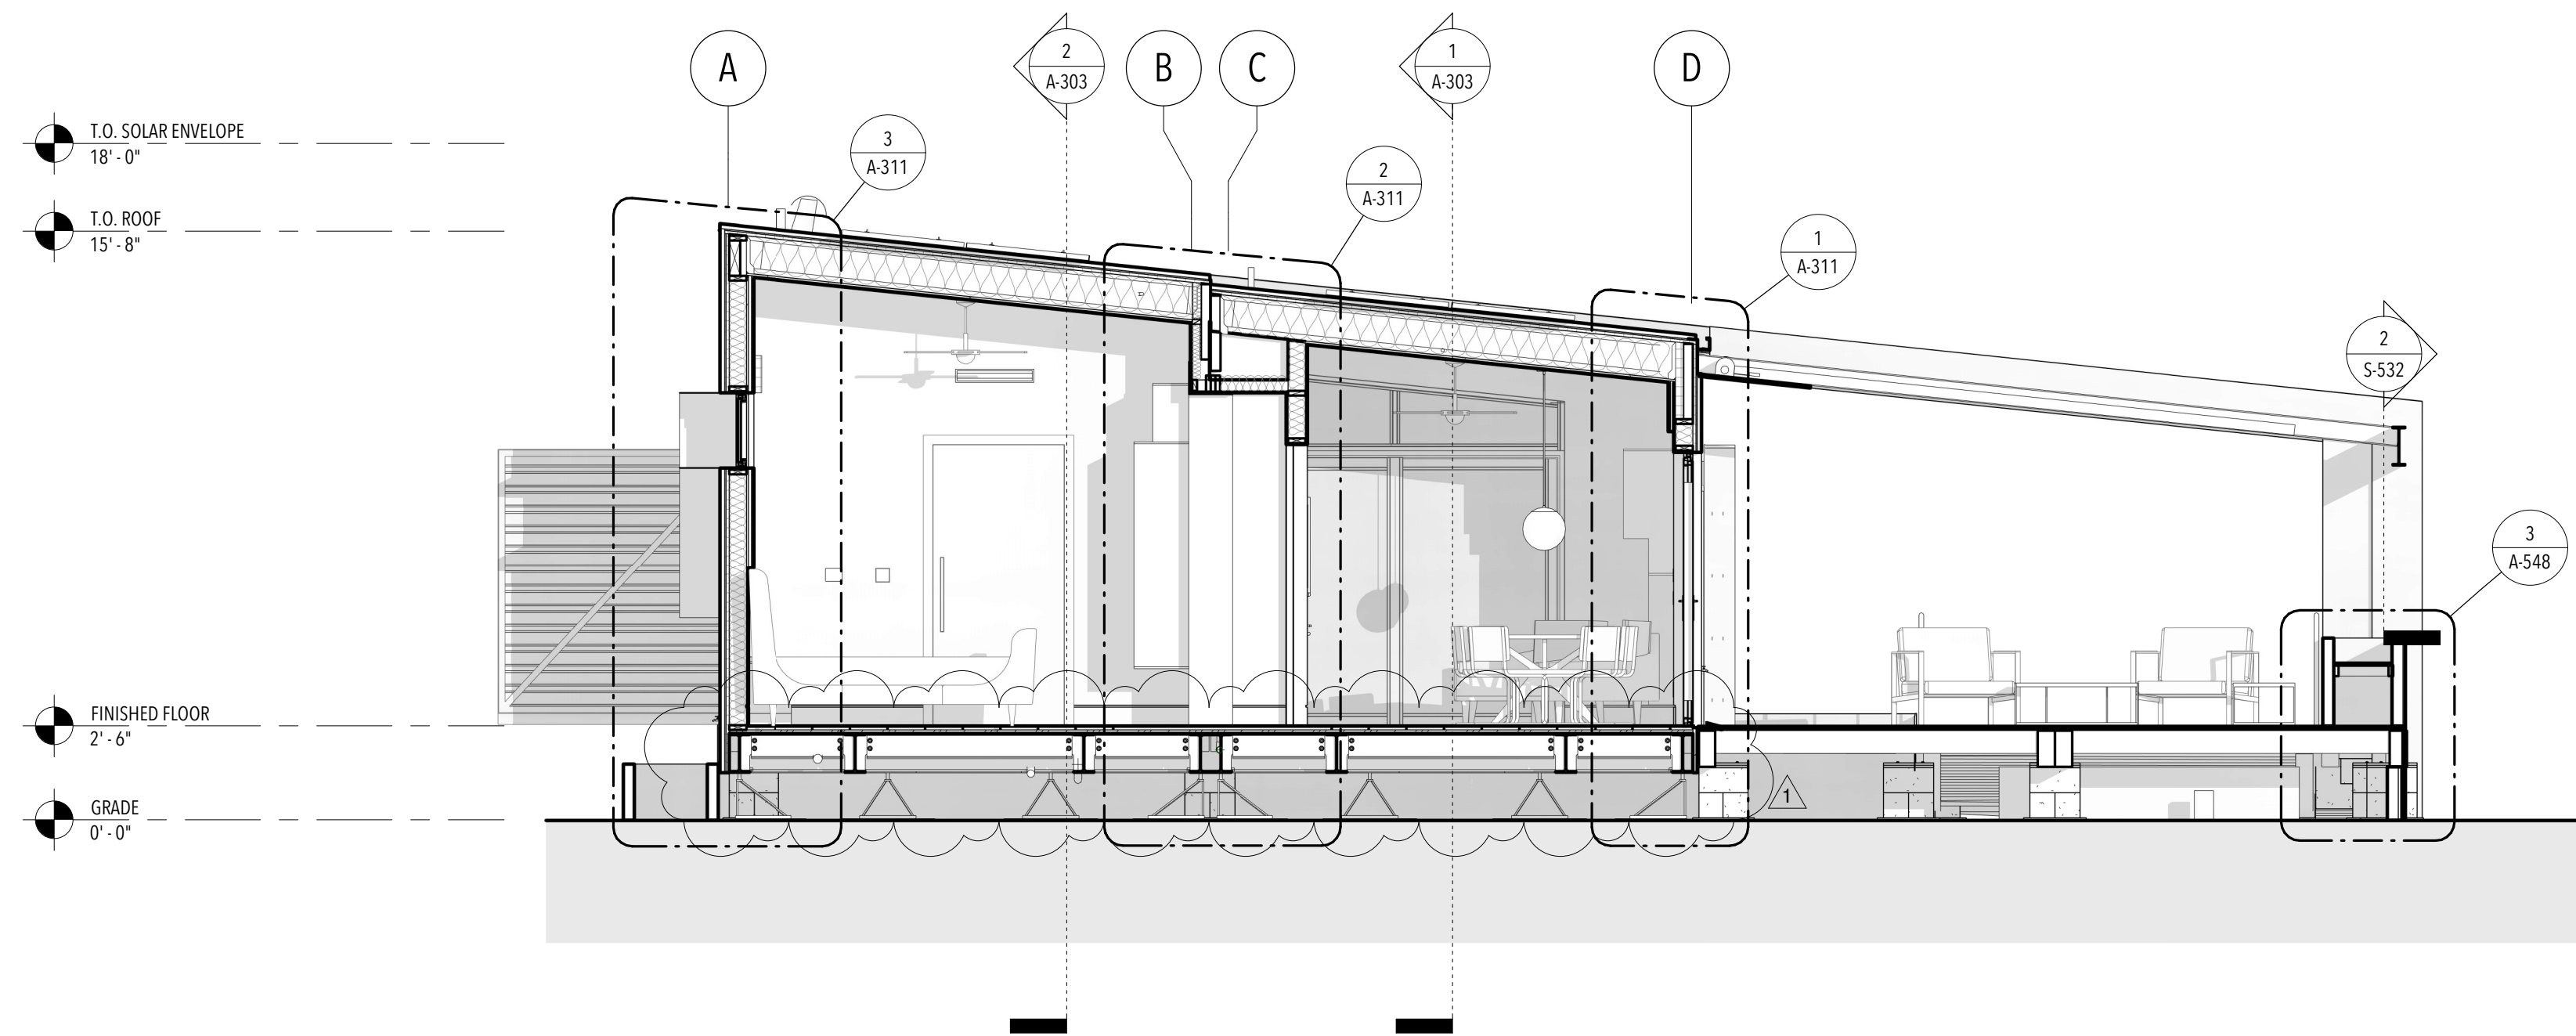 A
2
A-303
B
C
1
A-303
D
T.O. SOLAR ENVELOPE
18' - 0"
3
A-311
2
A-311
T.O. ROOF
15' - 8"
1
A-311
2
S-532
3
A-548
FINISHED FLOOR
2' - 6"
1
GRADE
0' - 0"